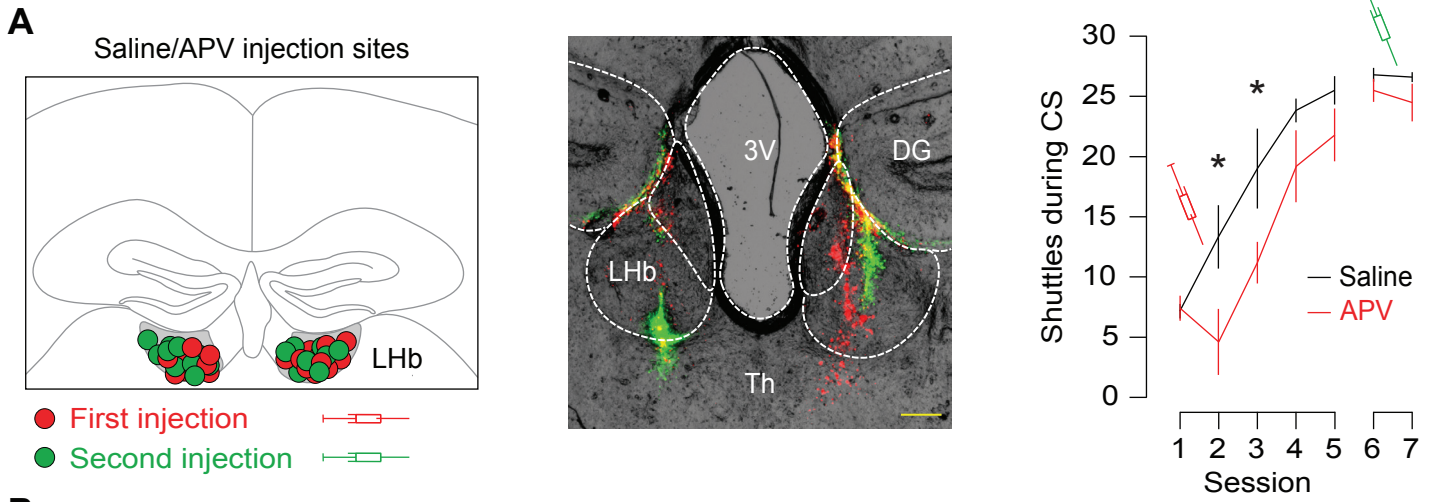 A
Saline/APV injection sites
LHb
First injection
Second injection
3V
DG
LHb
Th
Shuttles during CS
30
25
20
15
10
5
0
*
*
Saline
APV
1 2 3 4 5 6 7
Session